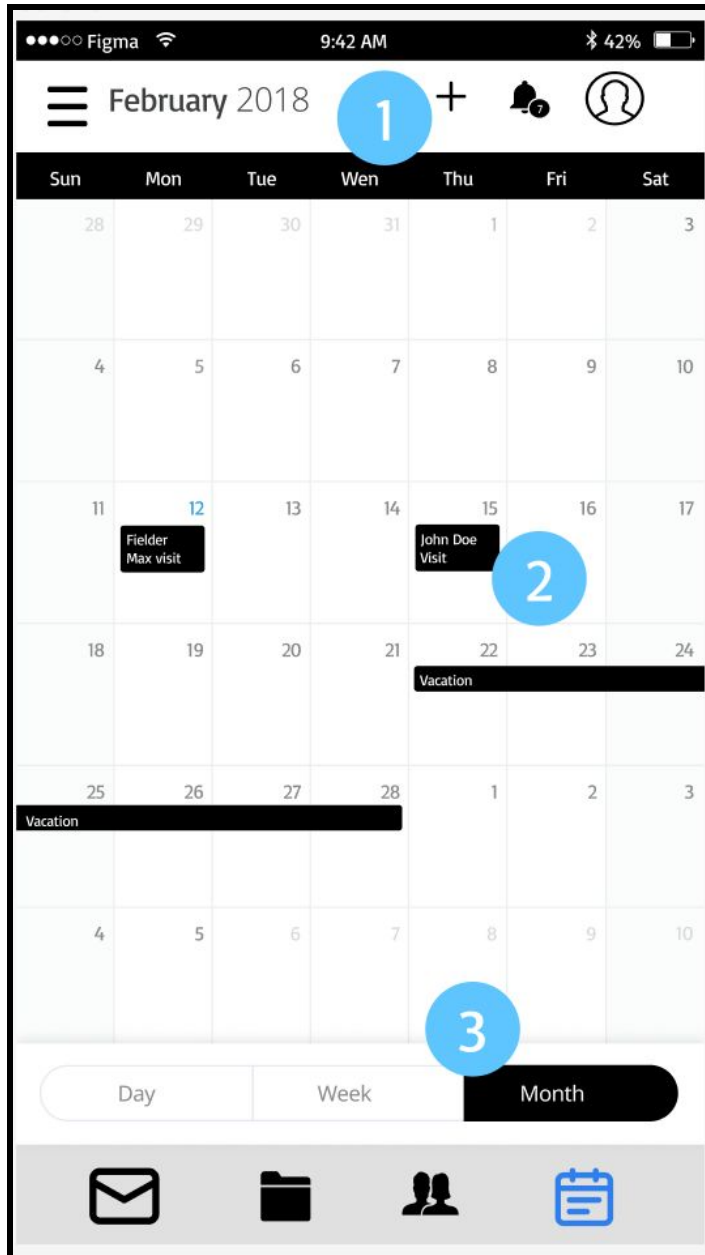 Figma 9:42 AM 42%
February 2018 1 7
Sun Mon Tue Wen Thu Fri Sat
28 29 30 31 1 2 3
4 5 6 7 8 9 10
11 12 13 14 15 16 17
Fielder John Doe
Max visit Visit
2
18 19 20 21 22 23 24
Vacation
25 26 27 28 1 2 3
Vacation
4 5 6 7 8 9 10
3
Day Week Month